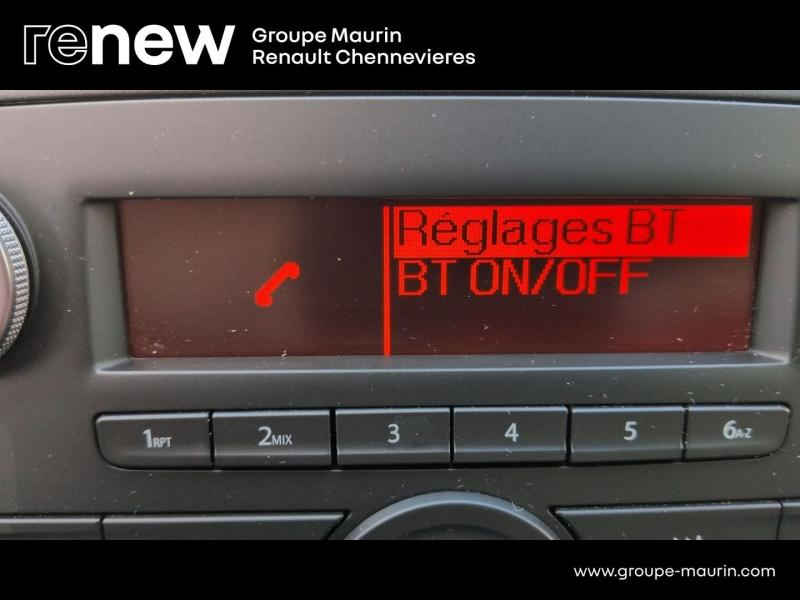 renew
Groupe Maurin
Renault Chennevieres
Réglages BT
BT ON/OFF
1RPT 2MIX 3 4 5 6A-Z
www.groupe-maurin.com